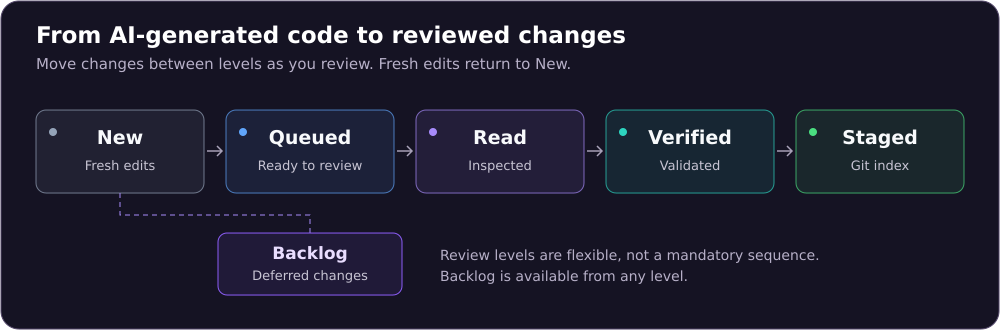 From AI-generated code to reviewed changes
Move changes between levels as you review. Fresh edits return to New.
New
Fresh edits
Queued
Ready to review
Read
Inspected
Verified
Validated
Staged
Git index
Backlog
Deferred changes
Review levels are flexible, not a mandatory sequence.
Backlog is available from any level.